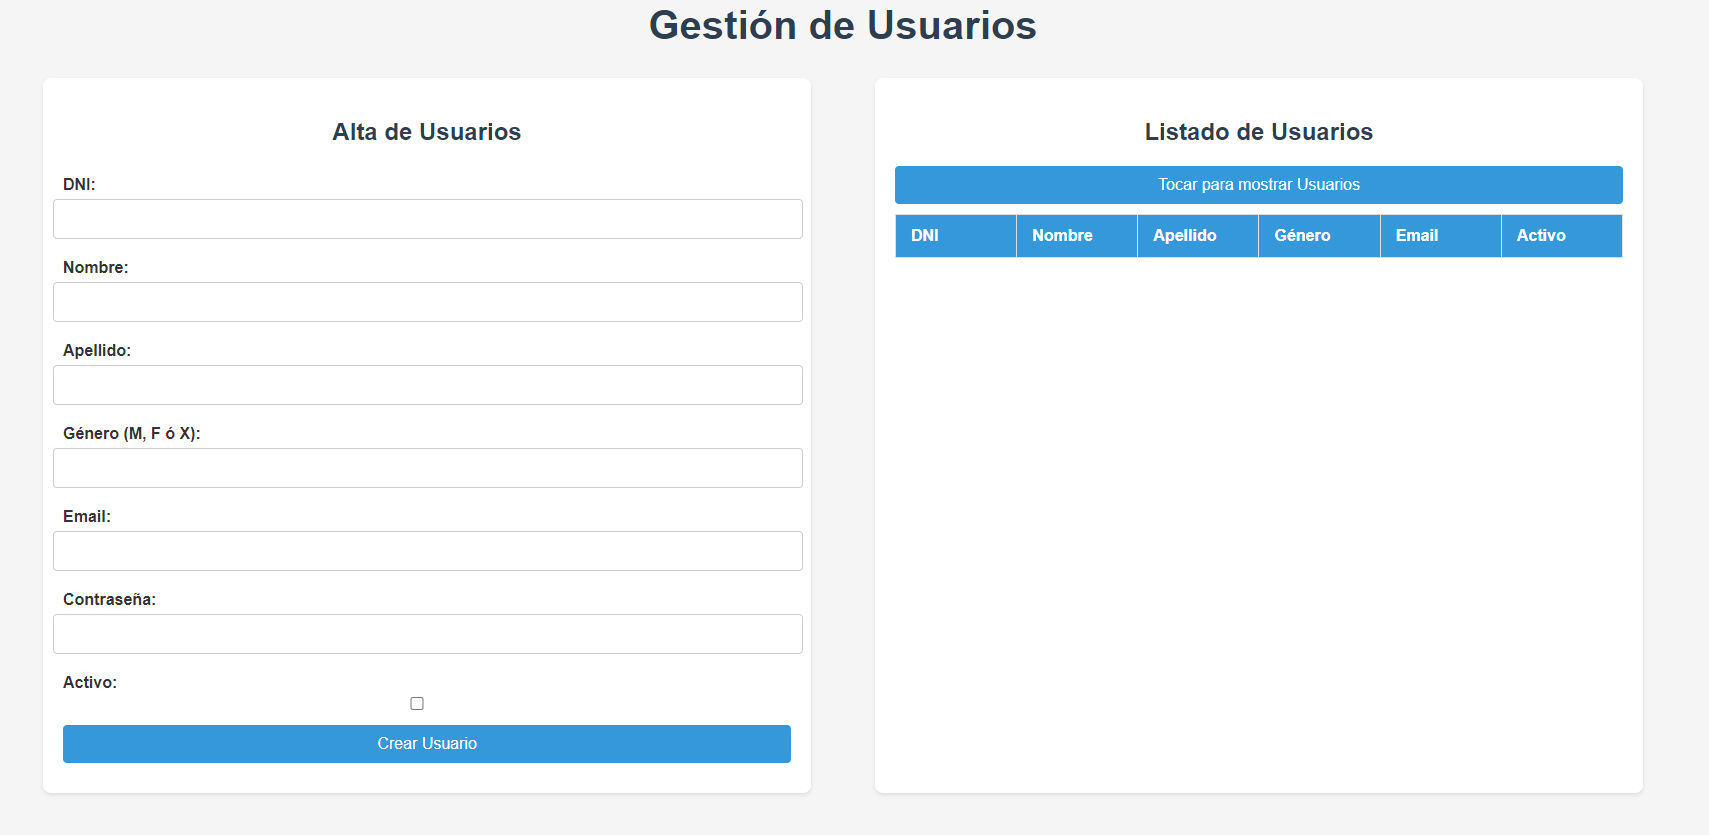 Gestión de Usuarios
Alta de Usuarios
DNI:
Nombre:
Apellido:
Género (M, F ó X):
Email:
Contraseña:
Activo:
Crear Usuario
Listado de Usuarios
Tocar para mostrar Usuarios
DNI Nombre Apellido Género Email Activo